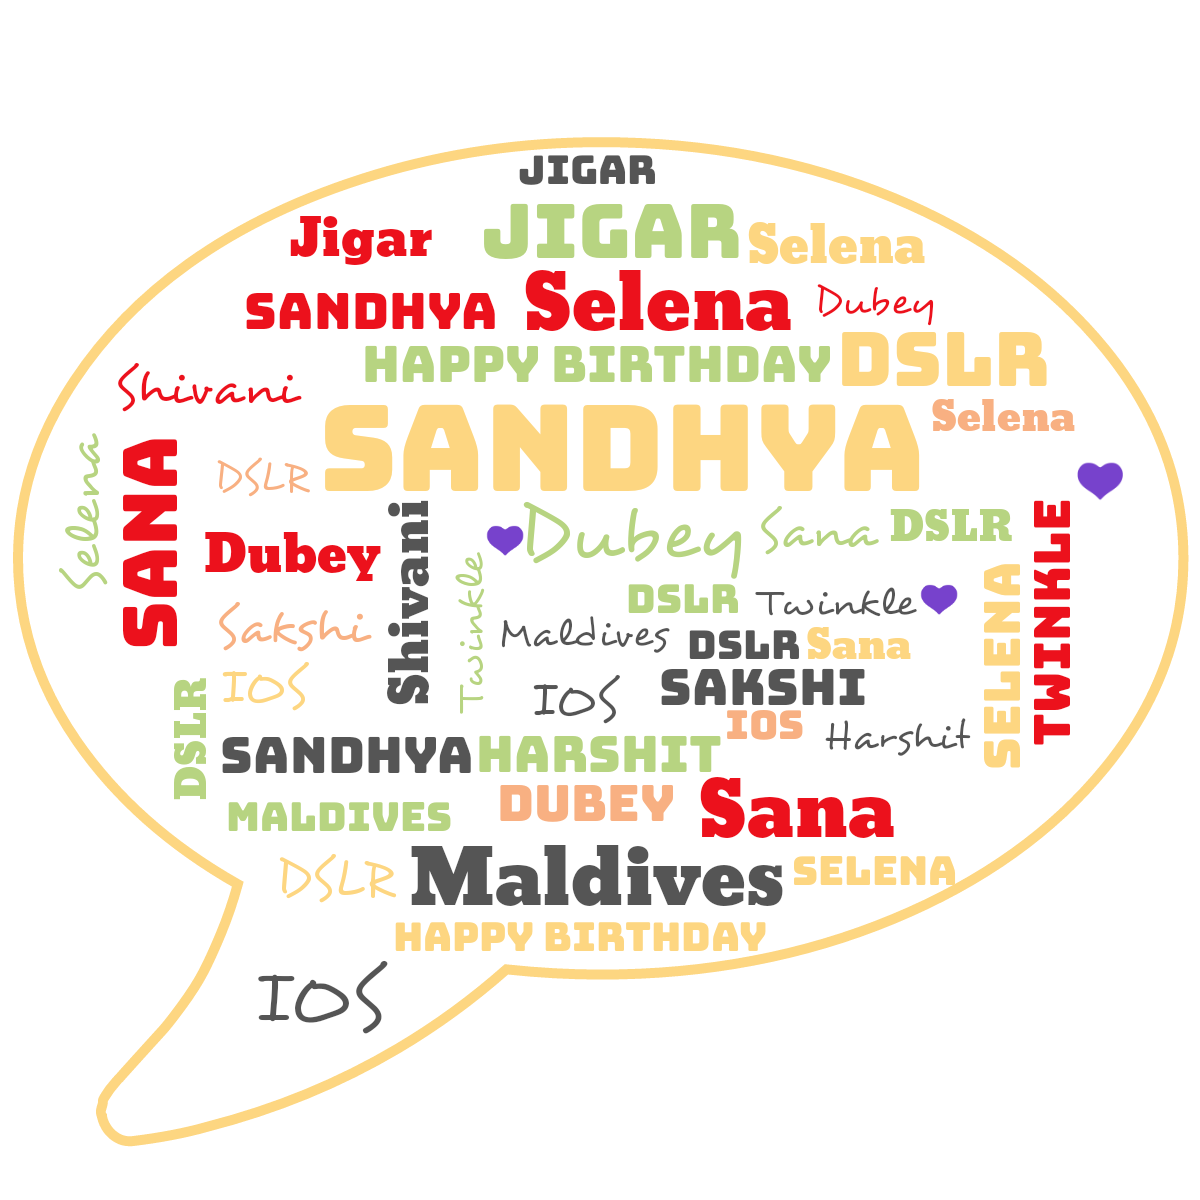 JIGAR
Jigar JIGAR Selena
SANDHYA Selena Dubey
HAPPY BIRTHDAY DSLR
Shivani
SANDHYA Selena
Selena
SANA
DSLR
Dubey
Shivani
Twinkle
Dubey Sana DSLR
TWINKLE
SELENA
DSLR Twinkle
Sakshi
Maldives DSLR Sana
IOS
IOS SAKSHI
DSLR
IOS Harshit
SANDHYA HARSHIT
MALDIVES DUBEY Sana
DSLR Maldives SELENA
HAPPY BIRTHDAY
IOS